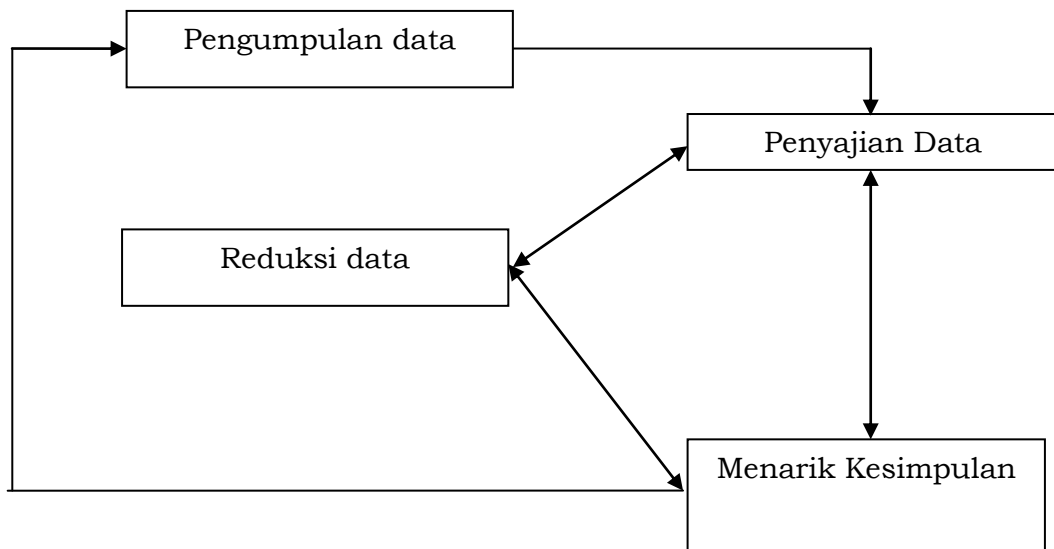 Pengumpulan data
Penyajian Data
Reduksi data
Menarik Kesimpulan